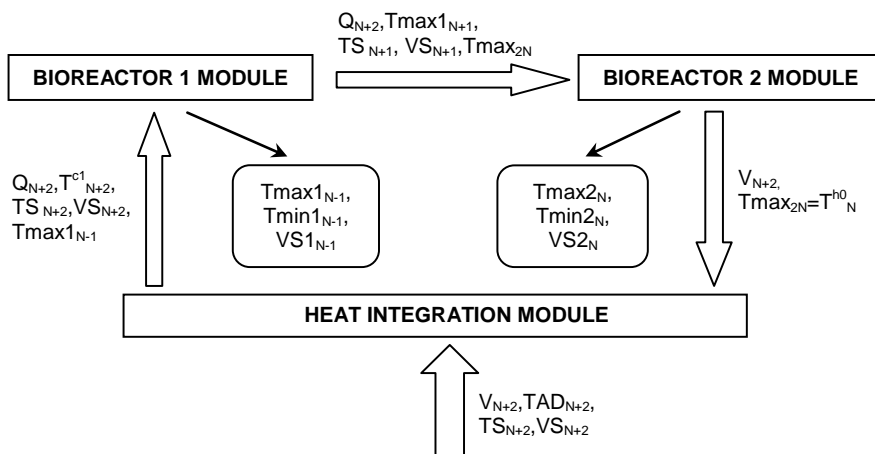 Q_{N+2},Tmax1_{N+1},
TS_{N+1}, VS_{N+1},Tmax_{2N}
BIOREACTOR 1 MODULE
BIOREACTOR 2 MODULE
Q_{N+2},T^{c1}_{N+2},
TS_{N+2},VS_{N+2},
Tmax1_{N-1}
Tmax1_{N-1},
Tmin1_{N-1},
VS1_{N-1}
Tmax2_{N},
Tmin2_{N},
VS2_{N}
V_{N+2,}
Tmax_{2N}=T^{h0}_{N}
HEAT INTEGRATION MODULE
V_{N+2},TAD_{N+2},
TS_{N+2},VS_{N+2}